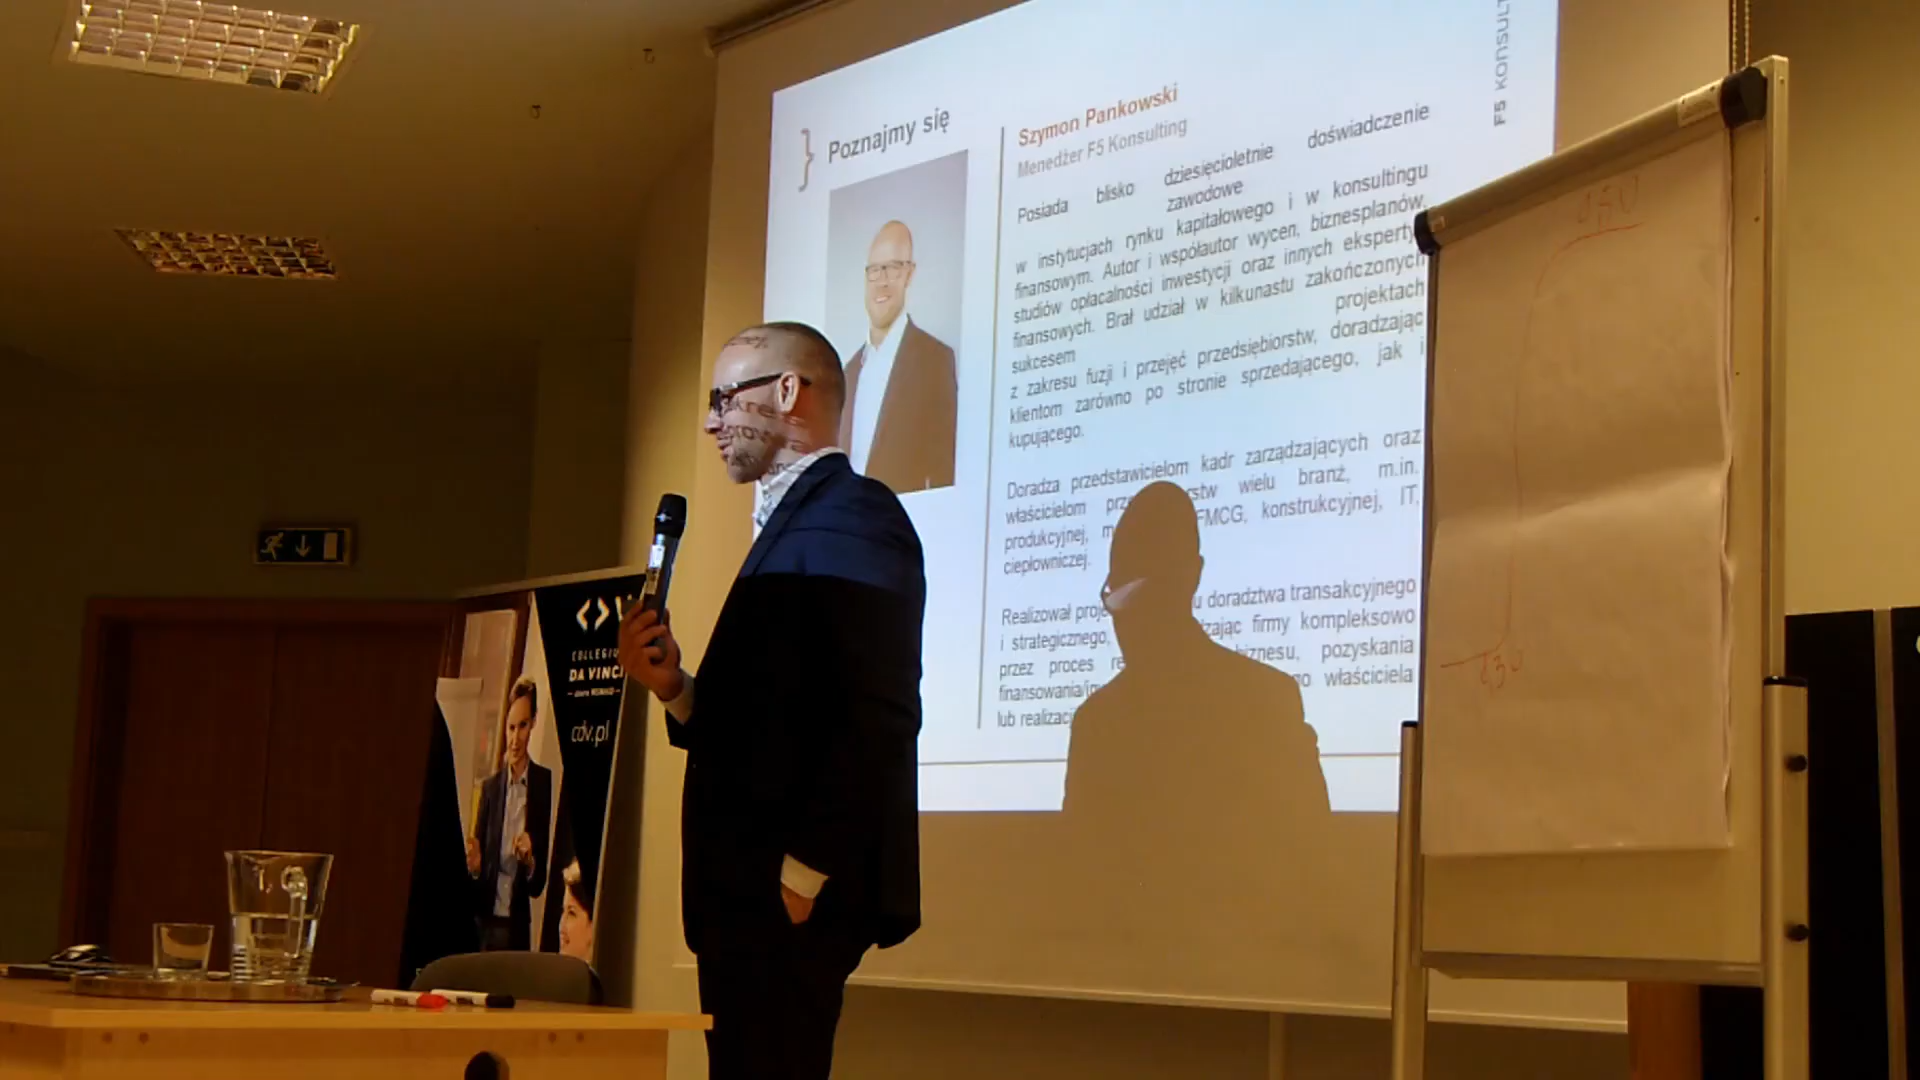 } Poznajmy się
Szymon Pankowski
Menedżer F5 Konsulting
Posiada blisko dziesięcioletnie doświadczenie
zawodowe
w instytucjach rynku kapitałowego i w konsultingu
finansowym. Autor i współautor wycen, biznesplanów,
studiów opłacalności inwestycji oraz innych ekspertyz
finansowych. Brał udział w kilkunastu zakończonych
sukcesem projektach
z zakresu fuzji i przejęć przedsiębiorstw, doradzając
klientom zarówno po stronie sprzedającego, jak i
kupującego.
Doradza przedstawicielom kadr zarządzających oraz
właścicielom wielu branż, m.in.
produkcyjnej, FMCG, konstrukcyjnej, IT,
ciepłowniczej.
Realizował doradztwa transakcyjnego
i strategicznego, firmy kompleksowo
przez proces biznesu, pozyskania
właściciela
lub
F5 KONSULT
COLLEGIU
DA VINCI
cdv.pl